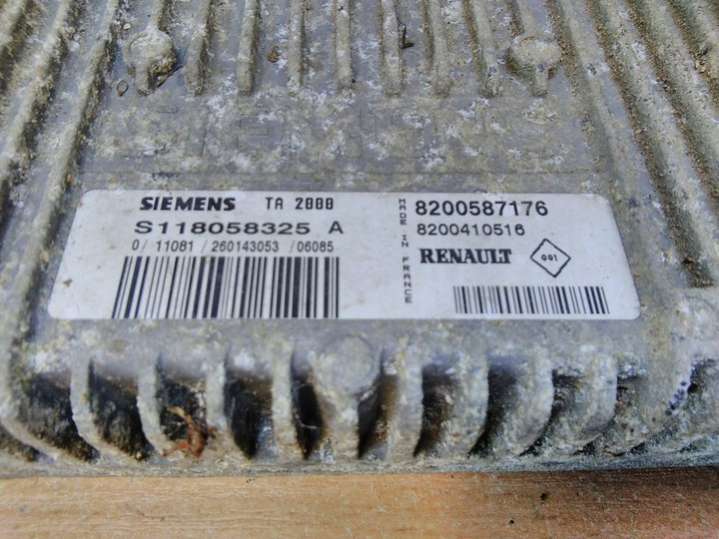 SIEMENS TA 2000
S118058325 A
0/ 11081 / 260143053 / 06085
MADE IN FRANCE
8200587176
8200410516
RENAULT 001